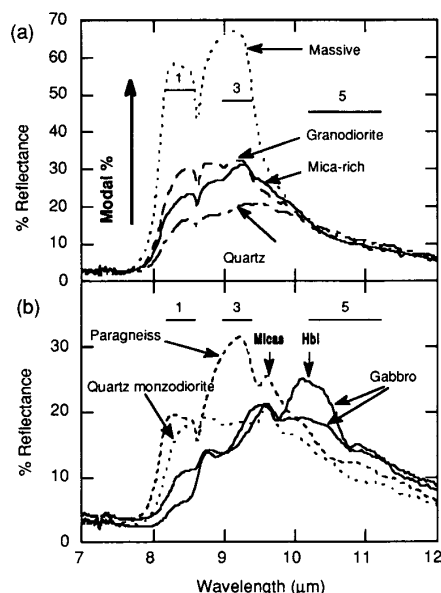 (a)
70
60
50
40
30
20
10
0
% Reflectance
Modal %
1
3
5
Massive
Granodiorite
Mica-rich
Quartz
(b)
30
20
10
0
% Reflectance
1
3
5
Paragneiss
Micas
Hbl
Quartz monzodiorite
Gabbro
7
8
9
10
11
12
Wavelength (μm)